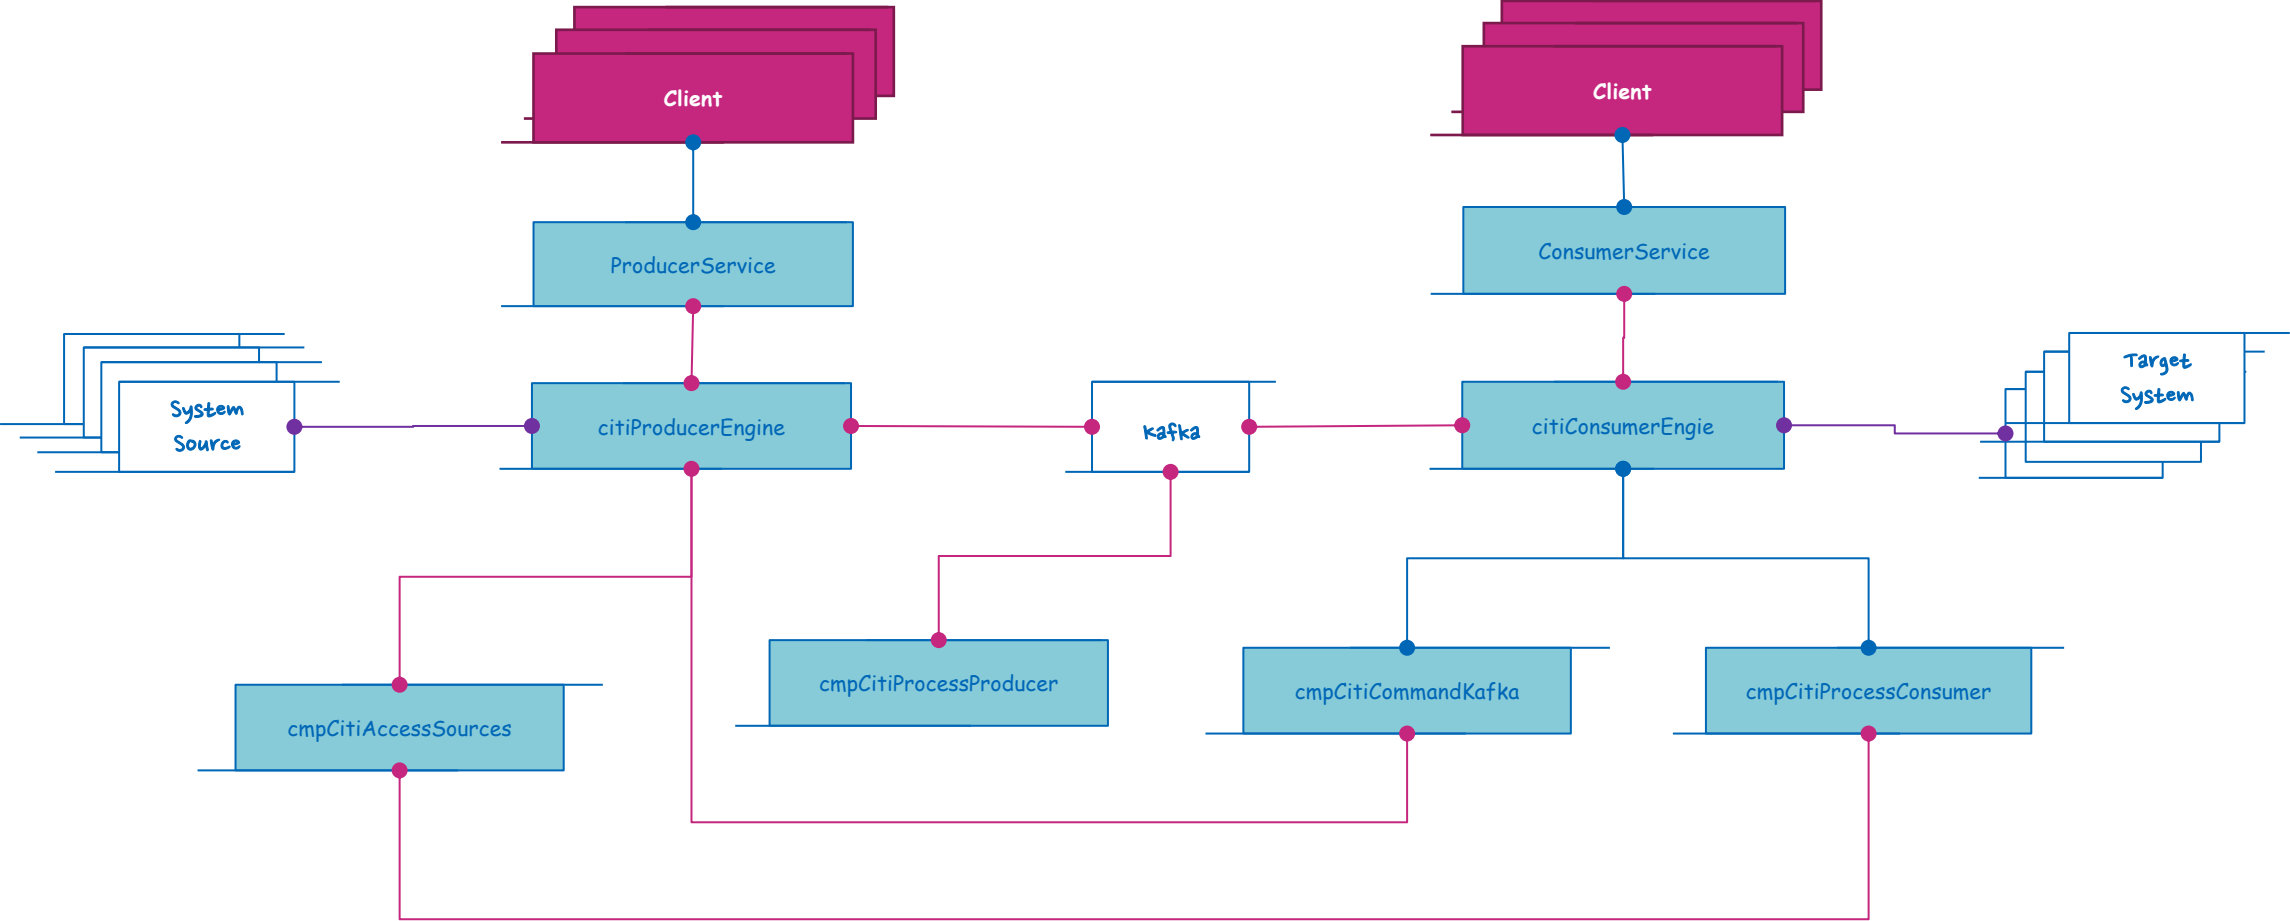 Client
Client
ProducerService
ConsumerService
System
Source
citiProducerEngine
Kafka
citiConsumerEngie
Target
System
cmpCitiAccessSources
cmpCitiProcessProducer
cmpCitiCommandKafka
cmpCitiProcessConsumer